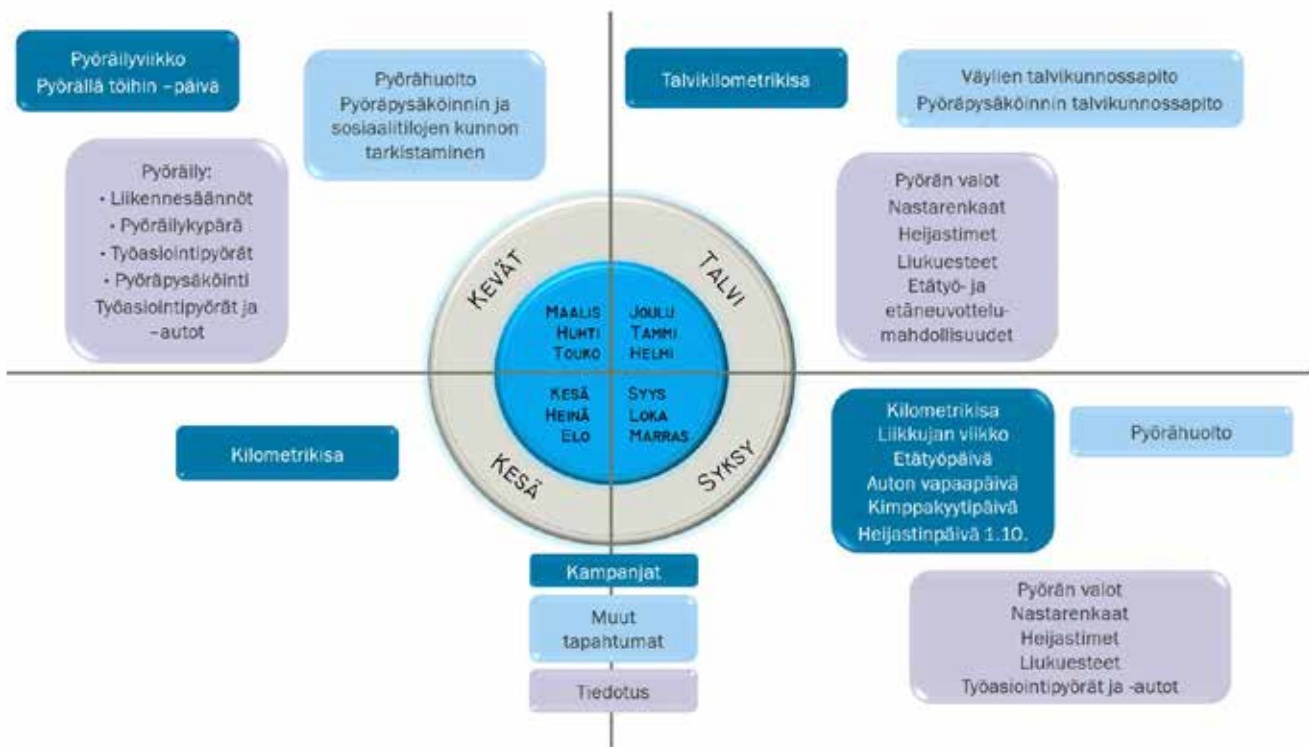 Pyöräilyviikko
Pyörällä töihin –päivä
Pyörähuolto
Pyöräpysäköinnin ja
sosiaalitilojen kunnon
tarkistaminen
Pyöräily:
• Liikennesäännöt
• Pyöräilykypärä
• Työasiointipyörät
• Pyöräpysäköinti
Työasiointipyörät ja
–autot
Talvikilometrikisa
Väylien talvikunnossapito
Pyöräpysäköinnin talvikunnossapito
Pyörän valot
Nastarenkaat
Heijastimet
Liukuesteet
Etätyö- ja
etäneuvottelu-
mahdollisuudet
KEVÄT
TALVI
MAALIS
HUHTI
TOUKO
JOULU
TAMMI
HELMI
KESÄ
HEINÄ
ELO
SYYS
LOKA
MARRAS
KESÄ
SYKSY
Kilometrikisa
Kilometrikisa
Liikkujan viikko
Etätyöpäivä
Auton vapaapäivä
Kimppakyytipäivä
Heijastinpäivä 1.10.
Pyörähuolto
Pyörän valot
Nastarenkaat
Heijastimet
Liukuesteet
Työasiointipyörät ja -autot
Kampanjat
Muut
tapahtumat
Tiedotus